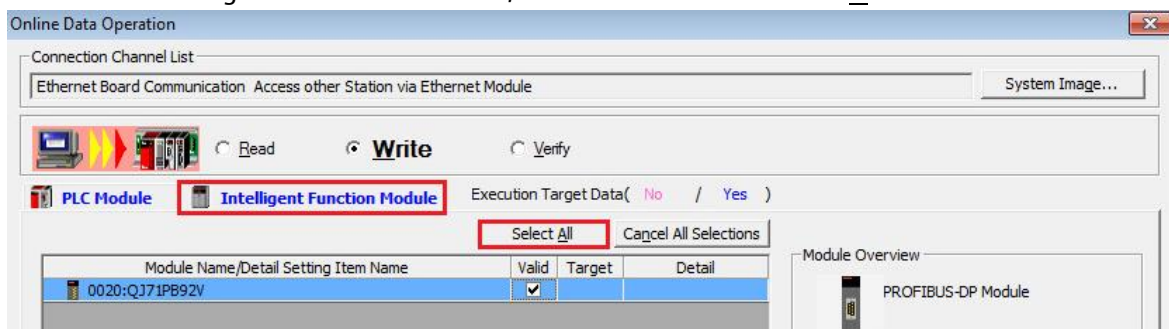 Online Data Operation
Connection Channel List
Ethernet Board Communication Access other Station via Ethernet Module
System Image...
Read
Write
Verify
PLC Module
Intelligent Function Module
Execution Target Data( No / Yes )
Select All
Cancel All Selections
Module Name/Detail Setting Item Name
Valid
Target
Detail
Module Overview
0020:QJ71PB92V
PROFIBUS-DP Module